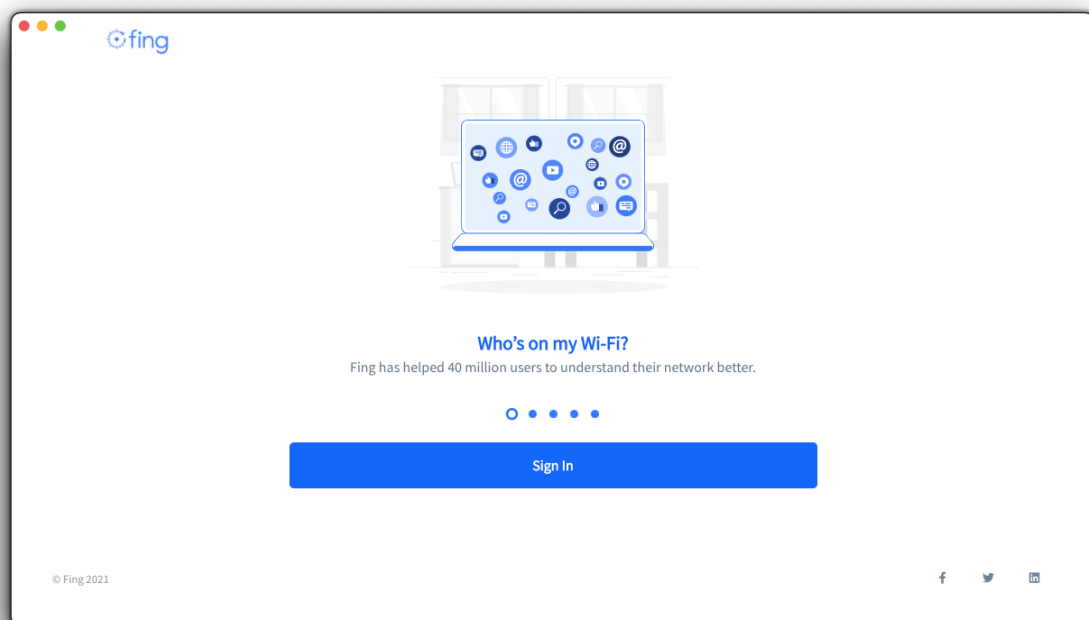 fing
Who's on my Wi-Fi?
Fing has helped 40 million users to understand their network better.
Sign In
© Fing 2021